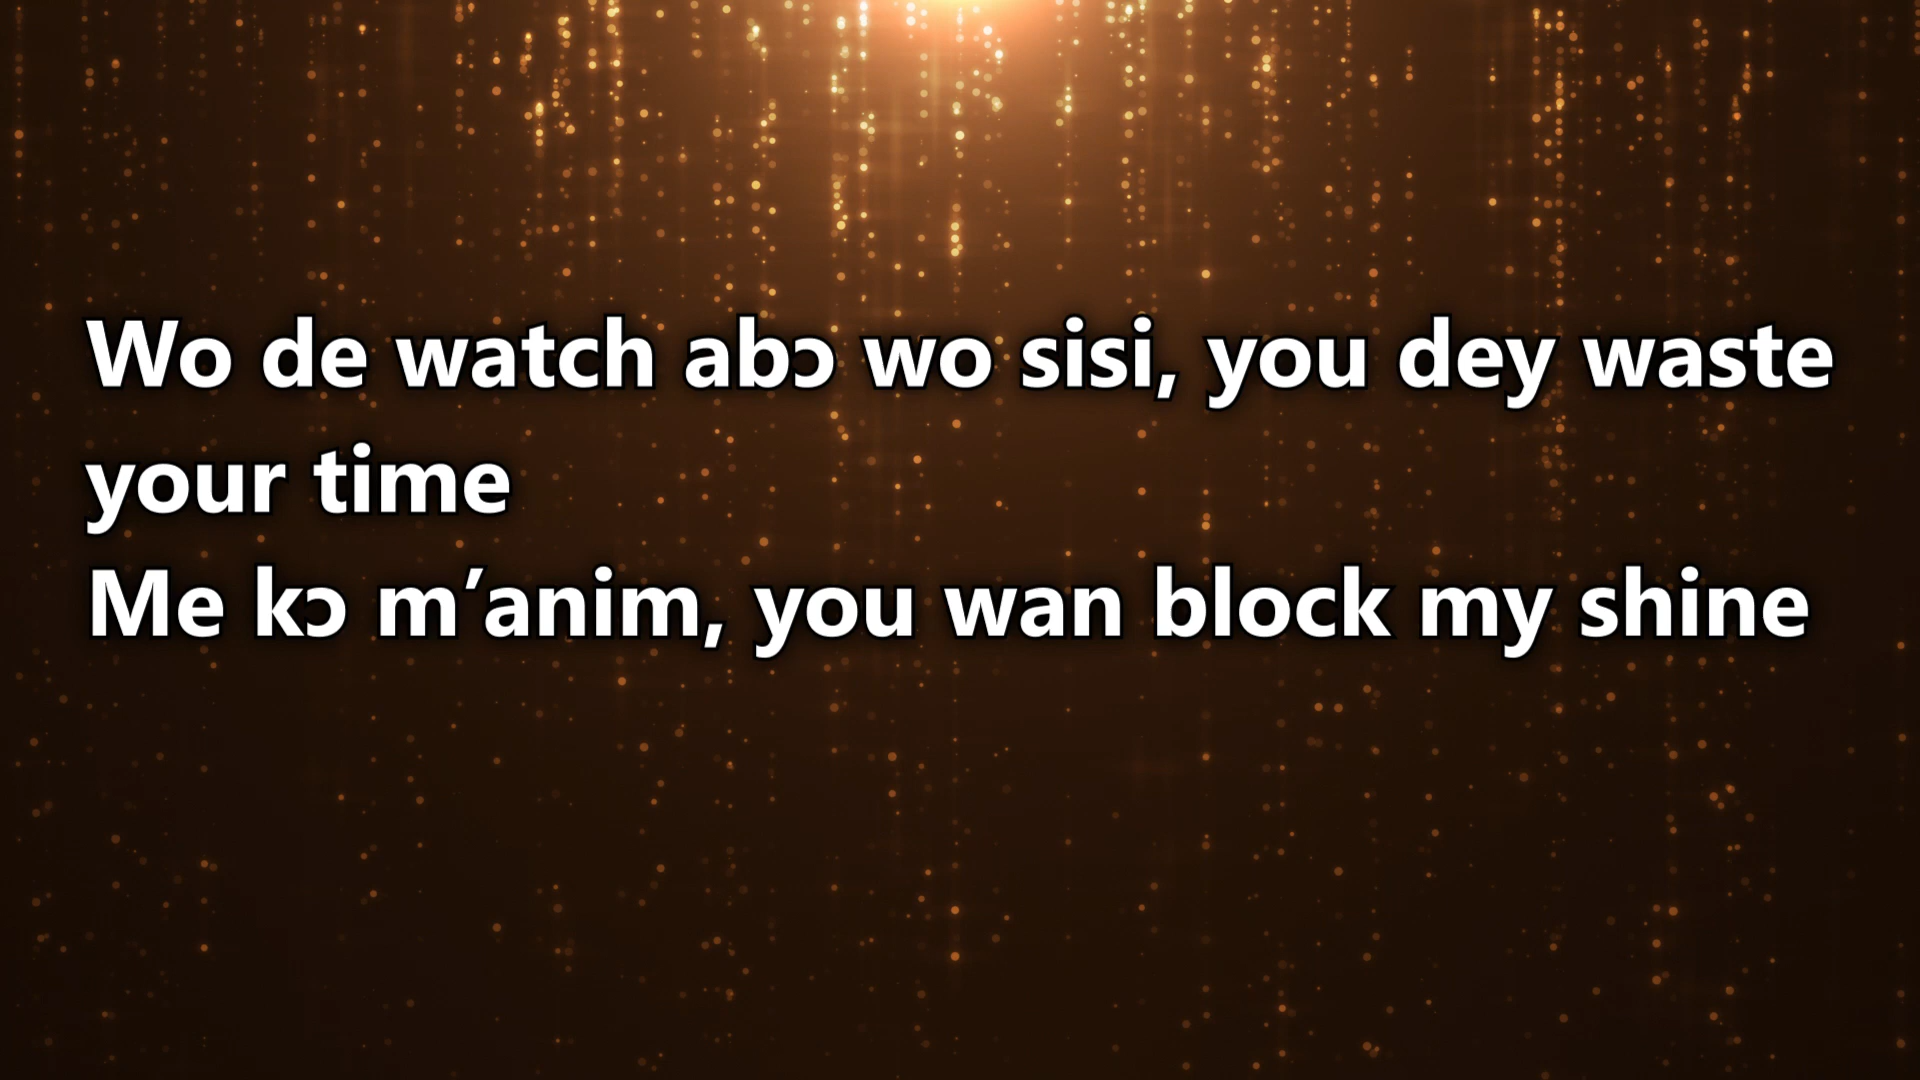 Wo de watch abɔ wo sisi, you dey waste
your time
Me kɔ m’anim, you wan block my shine